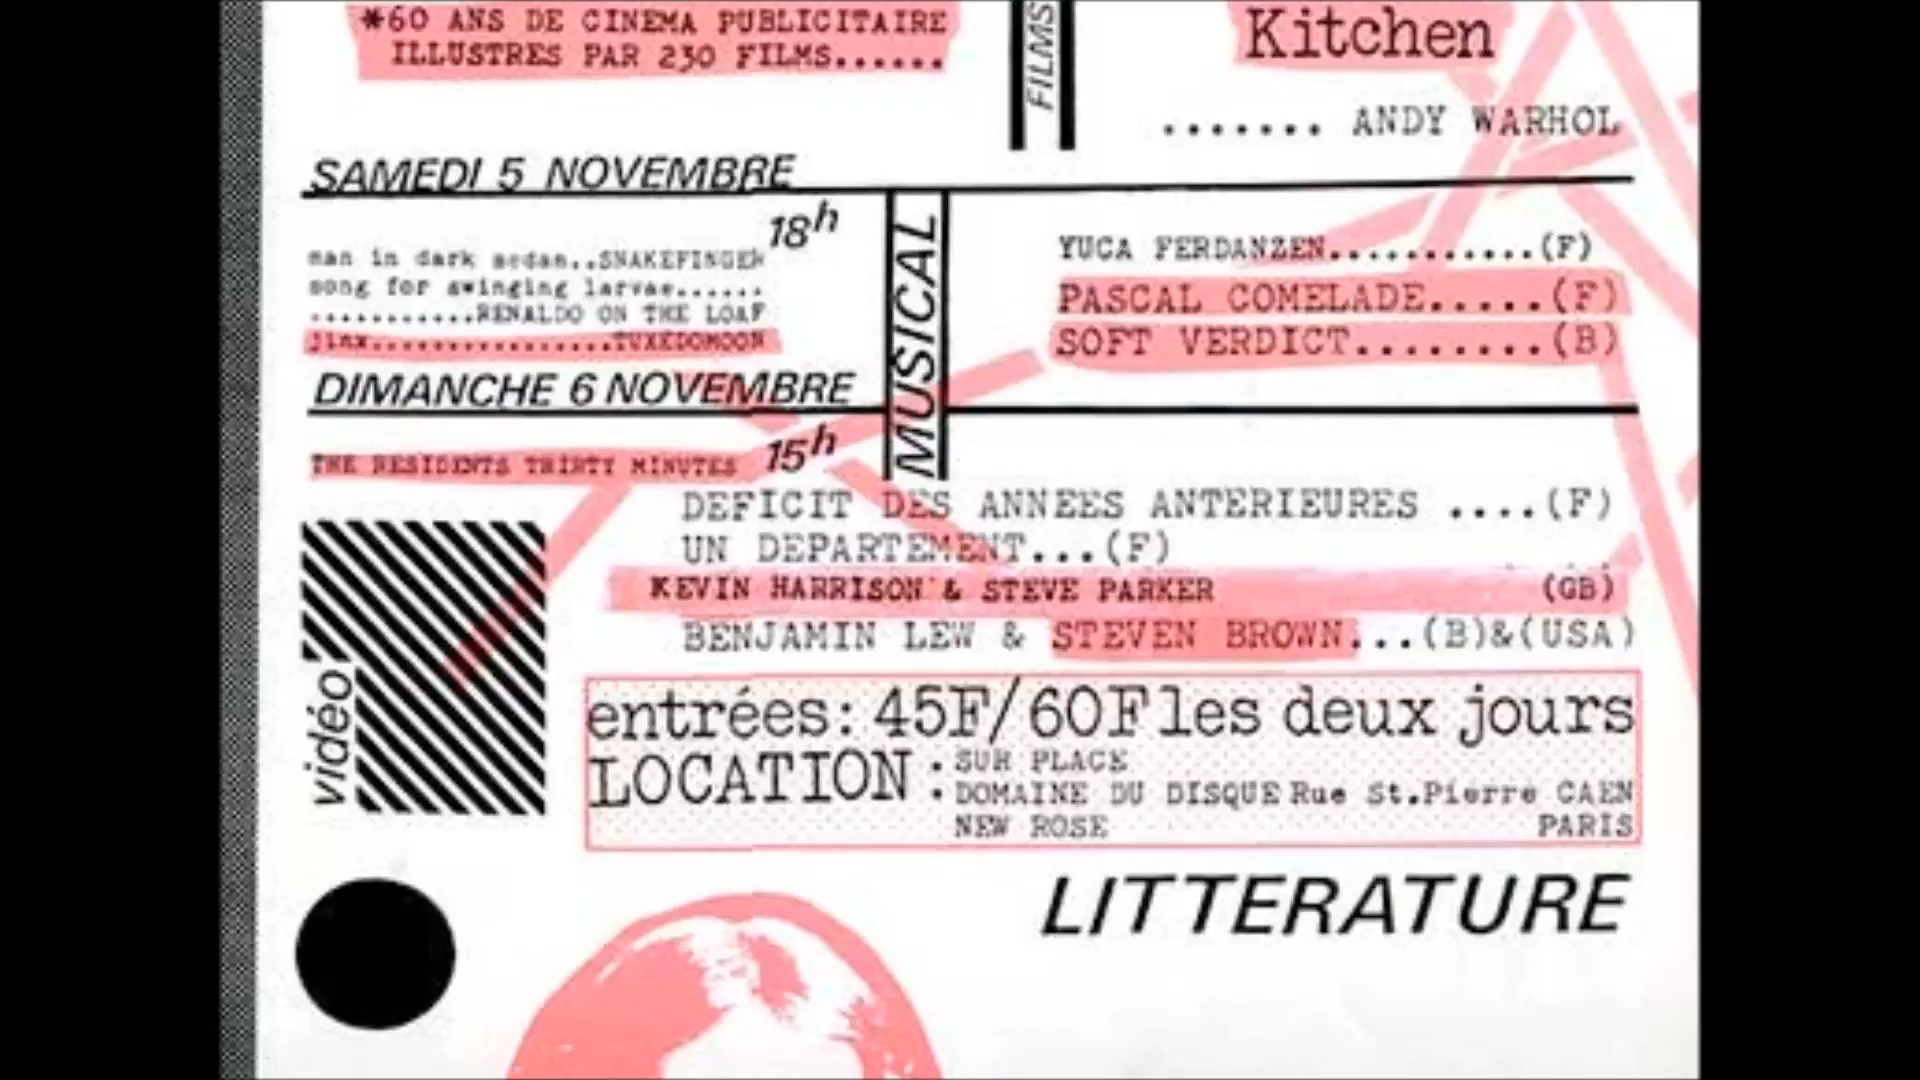 *60 ANS DE CINEMA PUBLICITAIRE
ILLUSTRES PAR 230 FILMS......
FILMS
Kitchen
....... ANDY WARHOL
SAMEDI 5 NOVEMBRE
18h
man in dark sedan..SNAKEFINGER
song for swinging larvae......
...........RENALDO ON THE LOAF
jinx.................TUXEDOMOON
MUSICAL
YUCA FERDANZEN...........(F)
PASCAL COMELADE.....(F)
SOFT VERDICT........(B)
DIMANCHE 6 NOVEMBRE
15h
THE RESIDENTS THIRTY MINUTES
DEFICIT DES ANNEES ANTERIEURES ....(F)
UN DEPARTEMENT...(F)
KEVIN HARRISON & STEVE PARKER (GB)
BENJAMIN LEW & STEVEN BROWN...(B)&(USA)
vidéo
entrées: 45F/60F les deux jours
LOCATION : SUR PLACE
: DOMAINE DU DISQUE Rue St.Pierre CAEN
NEW ROSE PARIS
LITTERATURE